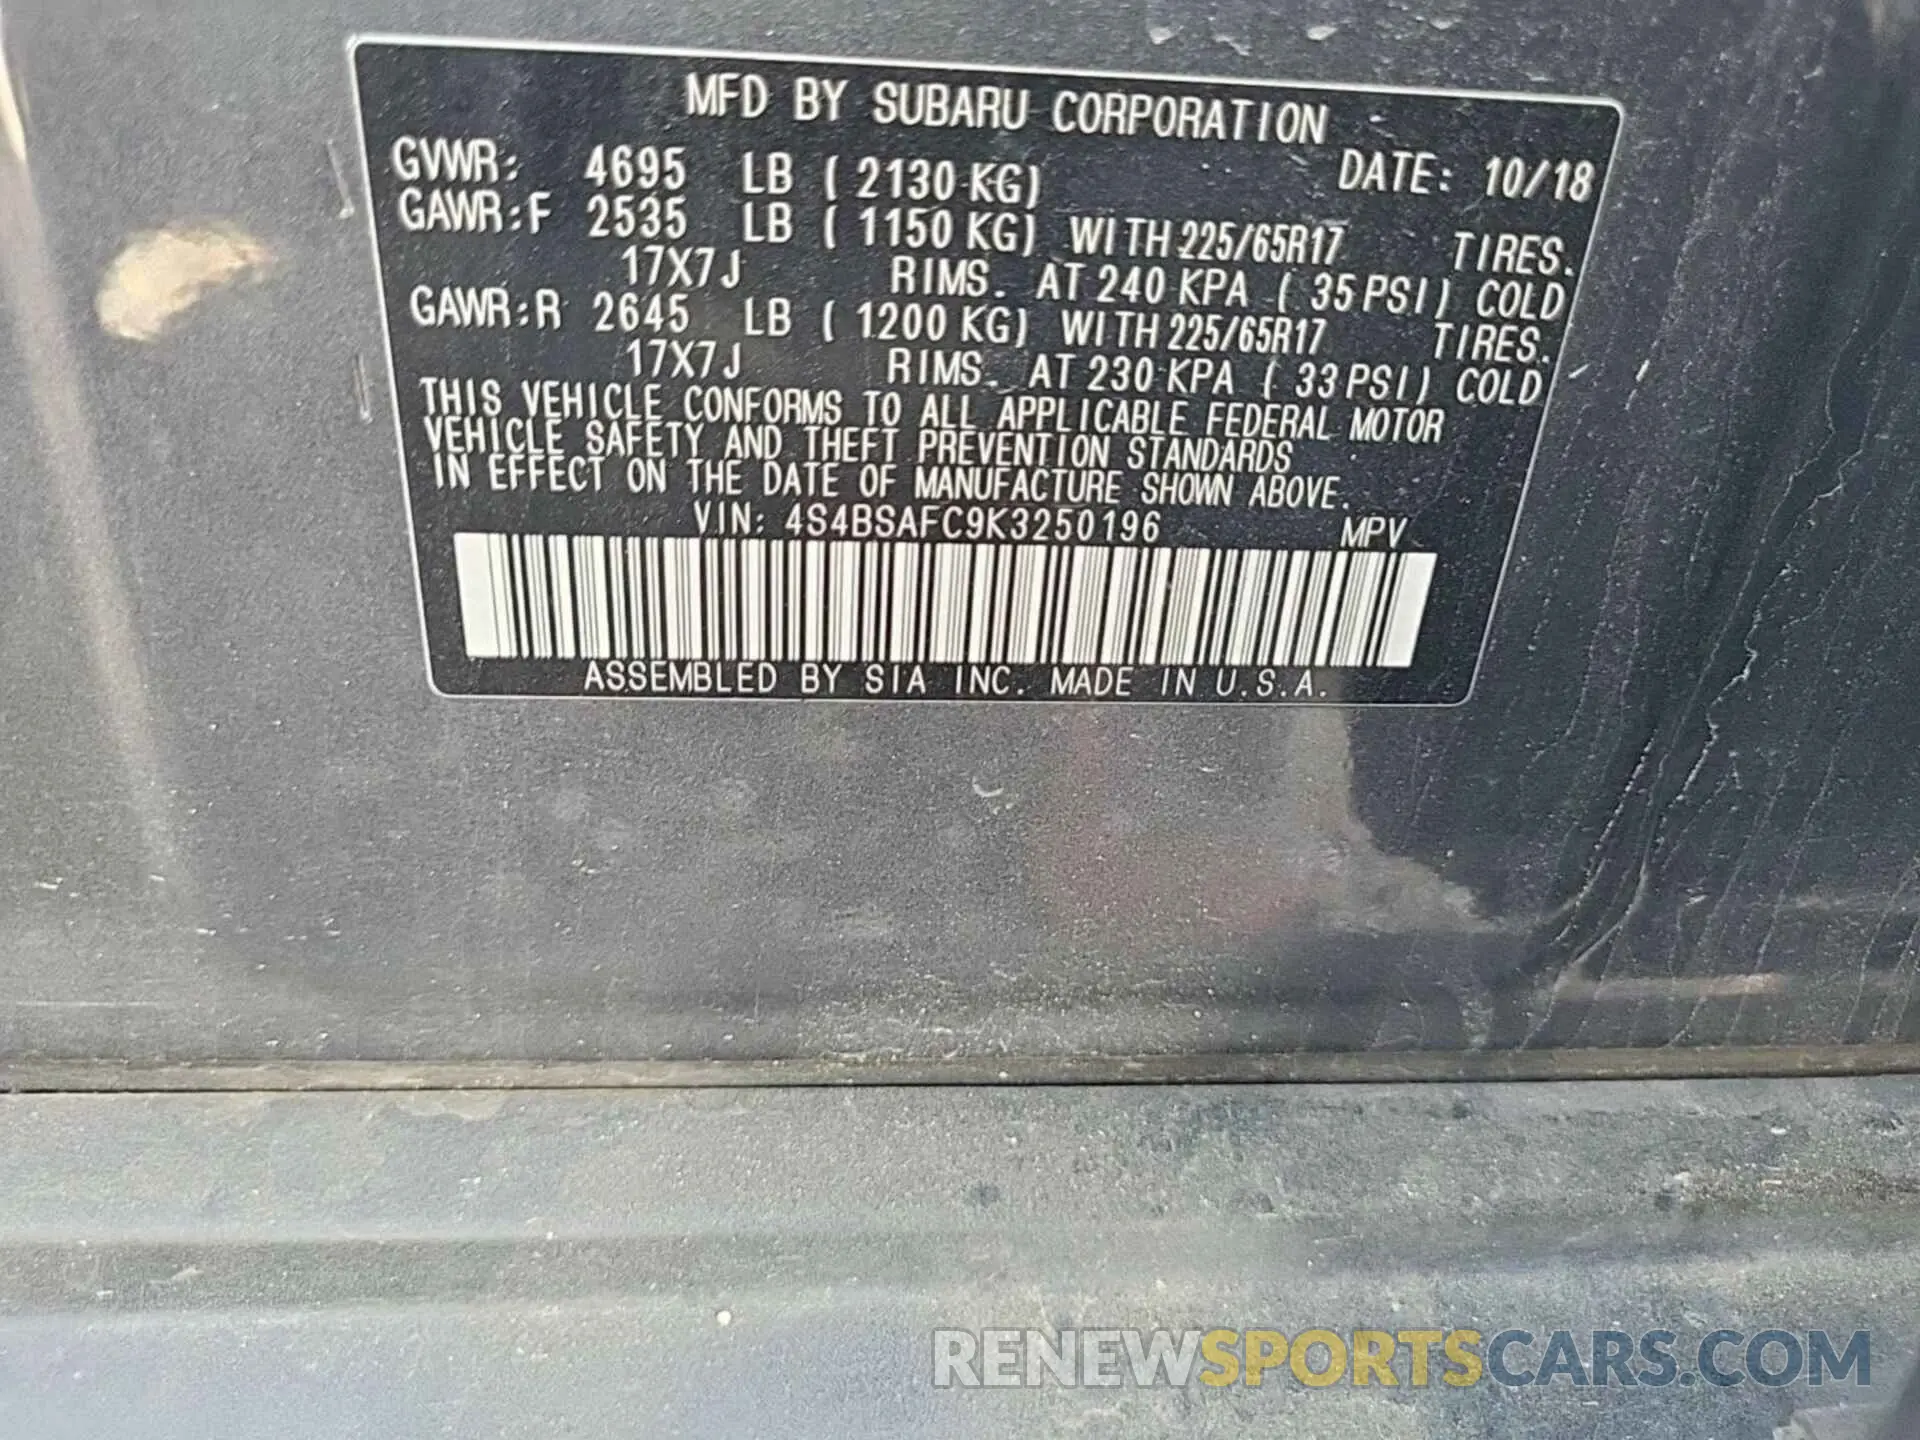 MFD BY SUBARU CORPORATION
GVWR: 4695 LB ( 2130 KG) DATE: 10/18
GAWR:F 2535 LB ( 1150 KG) WITH 225/65R17 TIRES.
17X7J RIMS. AT 240 KPA ( 35 PSI) COLD
GAWR:R 2645 LB ( 1200 KG) WITH 225/65R17 TIRES.
17X7J RIMS. AT 230 KPA ( 33 PSI) COLD
THIS VEHICLE CONFORMS TO ALL APPLICABLE FEDERAL MOTOR
VEHICLE SAFETY AND THEFT PREVENTION STANDARDS
IN EFFECT ON THE DATE OF MANUFACTURE SHOWN ABOVE.
VIN: 4S4BSAFC9K3250196 MPV
ASSEMBLED BY SIA INC. MADE IN U.S.A.
RENEWSPORTSCARS.COM